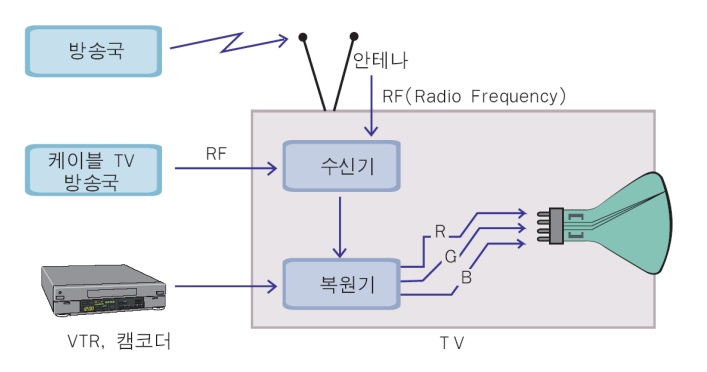 방송국
안테나
RF(Radio Frequency)
케이블 TV
방송국
RF
수신기
R
G
B
복원기
VTR, 캠코더
TV